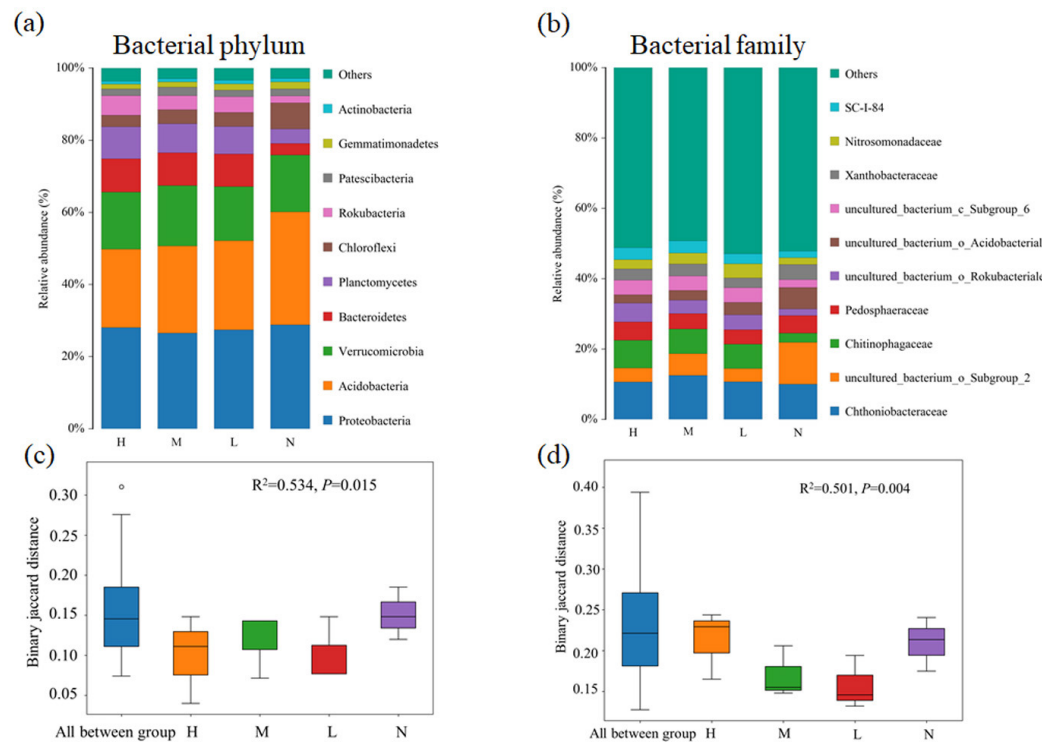 (a)
Bacterial phylum
100%
80%
60%
40%
20%
0%
Relative abundance (%)
H M L N
Others
Actinobacteria
Gemmatimonadetes
Patescibacteria
Rokubacteria
Chloroflexi
Planctomycetes
Bacteroidetes
Verrucomicrobia
Acidobacteria
Proteobacteria
(b)
Bacterial family
100%
80%
60%
40%
20%
0%
Relative abundance (%)
H M L N
Others
SC-I-84
Nitrosomonadaceae
Xanthobacteraceae
uncultured_bacterium_c_Subgroup_6
uncultured_bacterium_o_Acidobacterial
uncultured_bacterium_o_Rokubacteriale
Pedosphaeraceae
Chitinophagaceae
uncultured_bacterium_o_Subgroup_2
Chthoniobacteraceae
(c)
R²=0.534, P=0.015
0.30
0.25
0.20
0.15
0.10
0.05
Binary jaccard distance
All between group H M L N
(d)
R²=0.501, P=0.004
0.40
0.35
0.30
0.25
0.20
0.15
Binary jaccard distance
All between group H M L N